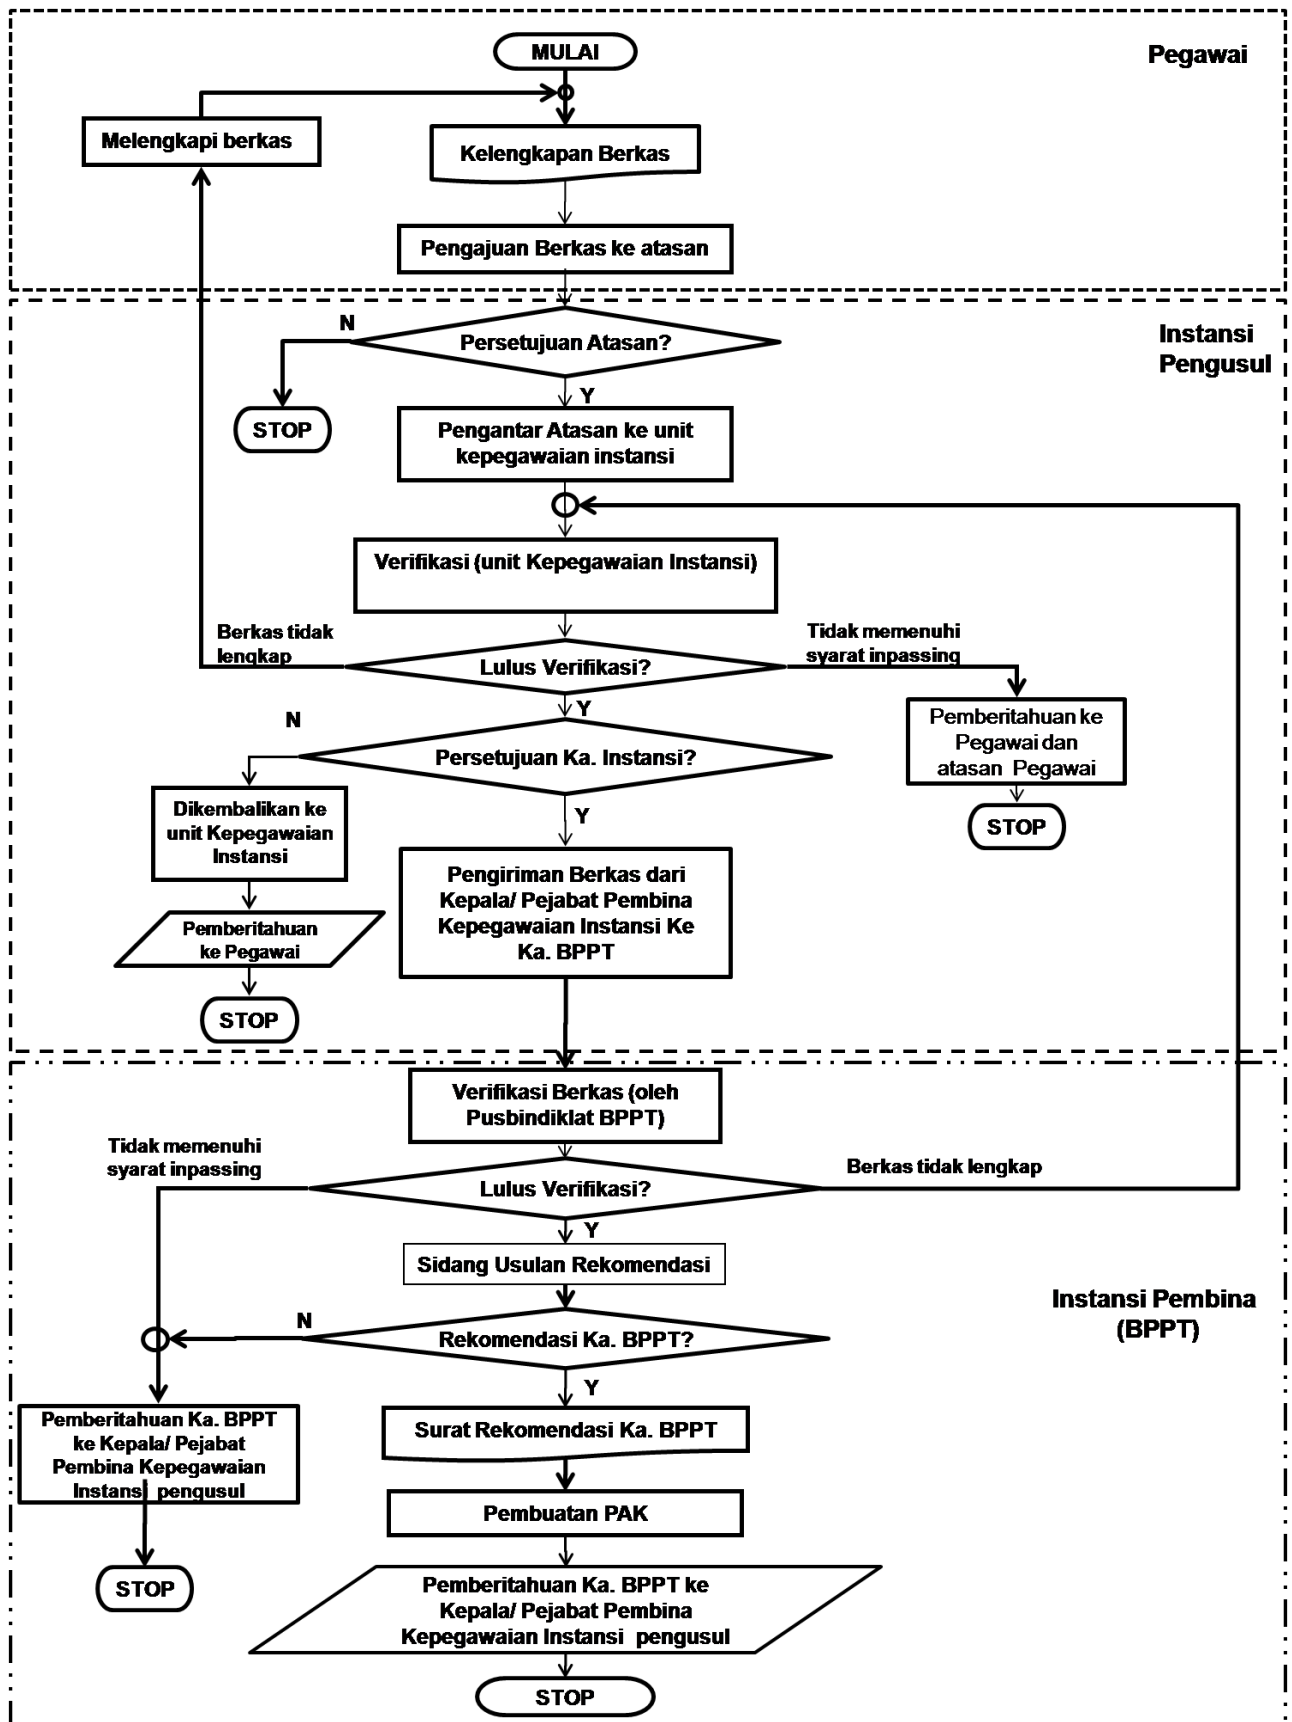 MULAI
Pegawai
Melengkapi berkas
Kelengkapan Berkas
Pengajuan Berkas ke atasan
N
Persetujuan Atasan?
Instansi
Pengusul
Y
STOP
Pengantar Atasan ke unit
kepegawaian instansi
Verifikasi (unit Kepegawaian Instansi)
Berkas tidak
lengkap
Lulus Verifikasi?
Tidak memenuhi
syarat inpassing
Y
N
Persetujuan Ka. Instansi?
Pemberitahuan ke
Pegawai dan
atasan Pegawai
STOP
Y
Dikembalikan ke
unit Kepegawaian
Instansi
Pengiriman Berkas dari
Kepala/ Pejabat Pembina
Kepegawaian Instansi Ke
Ka. BPPT
Pemberitahuan
ke Pegawai
STOP
Verifikasi Berkas (oleh
Pusbindiklat BPPT)
Tidak memenuhi
syarat inpassing
Lulus Verifikasi?
Berkas tidak lengkap
Y
Sidang Usulan Rekomendasi
Instansi Pembina
(BPPT)
N
Rekomendasi Ka. BPPT?
Y
Pemberitahuan Ka. BPPT
ke Kepala/ Pejabat
Pembina Kepegawaian
Instansi pengusul
Surat Rekomendasi Ka. BPPT
Pembuatan PAK
STOP
Pemberitahuan Ka. BPPT ke
Kepala/ Pejabat Pembina
Kepegawaian Instansi pengusul
STOP